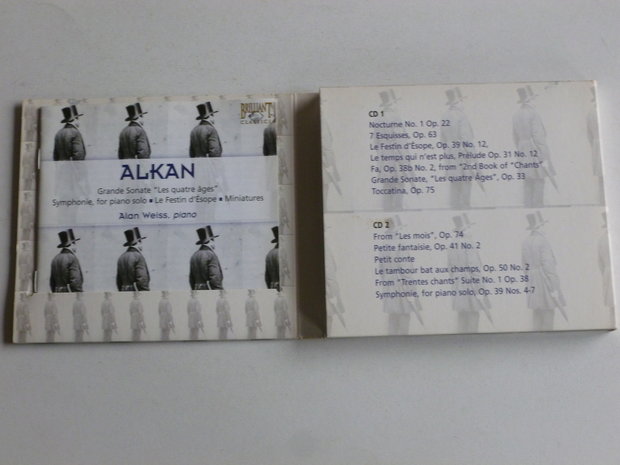 BRILLIANT
CLASSICS
ALKAN
Grande Sonate "Les quatre âges"
Symphonie, for piano solo ▪ Le Festin d'Ésope ▪ Miniatures
Alan Weiss, piano
CD 1
Nocturne No. 1 Op. 22
7 Esquisses, Op. 63
Le Festin d'Ésope, Op. 39 No. 12,
Le temps qui n'est plus, Prélude Op. 31 No. 12
Fa, Op. 38b No. 2, from "2nd Book of "Chants"
Grande Sonate, "Les quatre Âges", Op. 33
Toccatina, Op. 75
CD 2
From "Les mois", Op. 74
Petite fantaisie, Op. 41 No. 2
Petit conte
Le tambour bat aux champs, Op. 50 No. 2
From "Trentes chants" Suite No. 1 Op. 38
Symphonie, for piano solo, Op. 39 Nos. 4-7